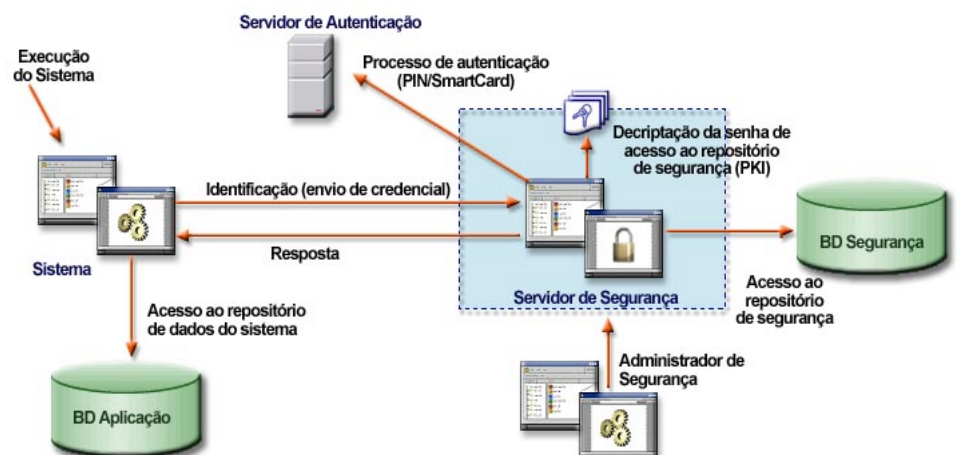 Servidor de Autenticação
Execução
do Sistema
Processo de autenticação
(PIN/SmartCard)
Decriptação da senha de
acesso ao repositório
de segurança (PKI)
Identificação (envio de credencial)
Resposta
Sistema
BD Segurança
Servidor de Segurança
Acesso ao
repositório
de segurança
Acesso ao repositório
de dados do sistema
Administrador de
Segurança
BD Aplicação